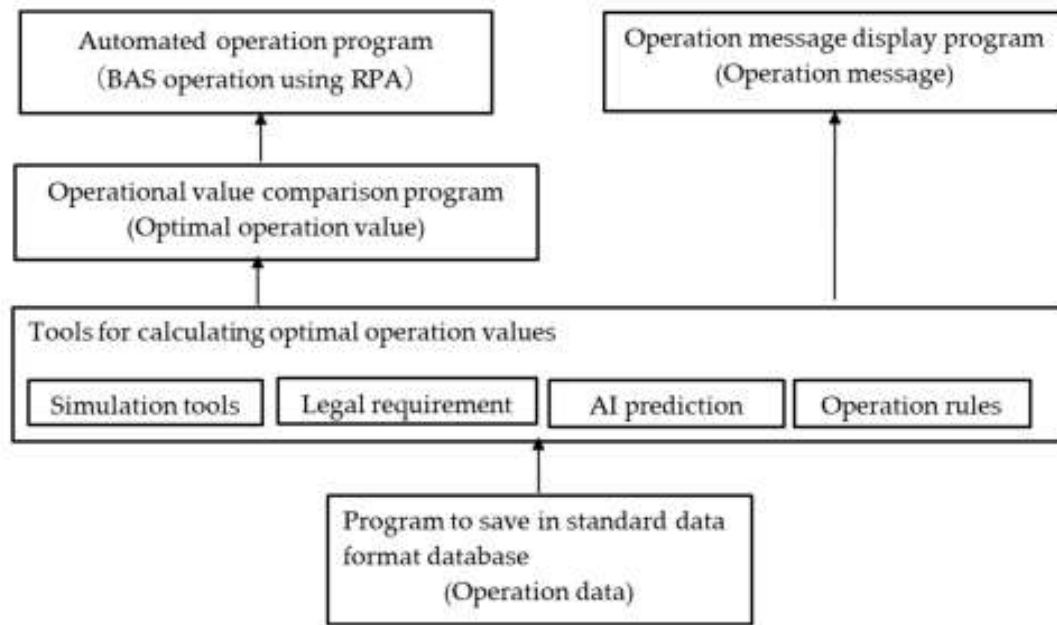 Automated operation program
（BAS operation using RPA）
Operation message display program
(Operation message)
Operational value comparison program
(Optimal operation value)
Tools for calculating optimal operation values
Simulation tools
Legal requirement
AI prediction
Operation rules
Program to save in standard data
format database
(Operation data)